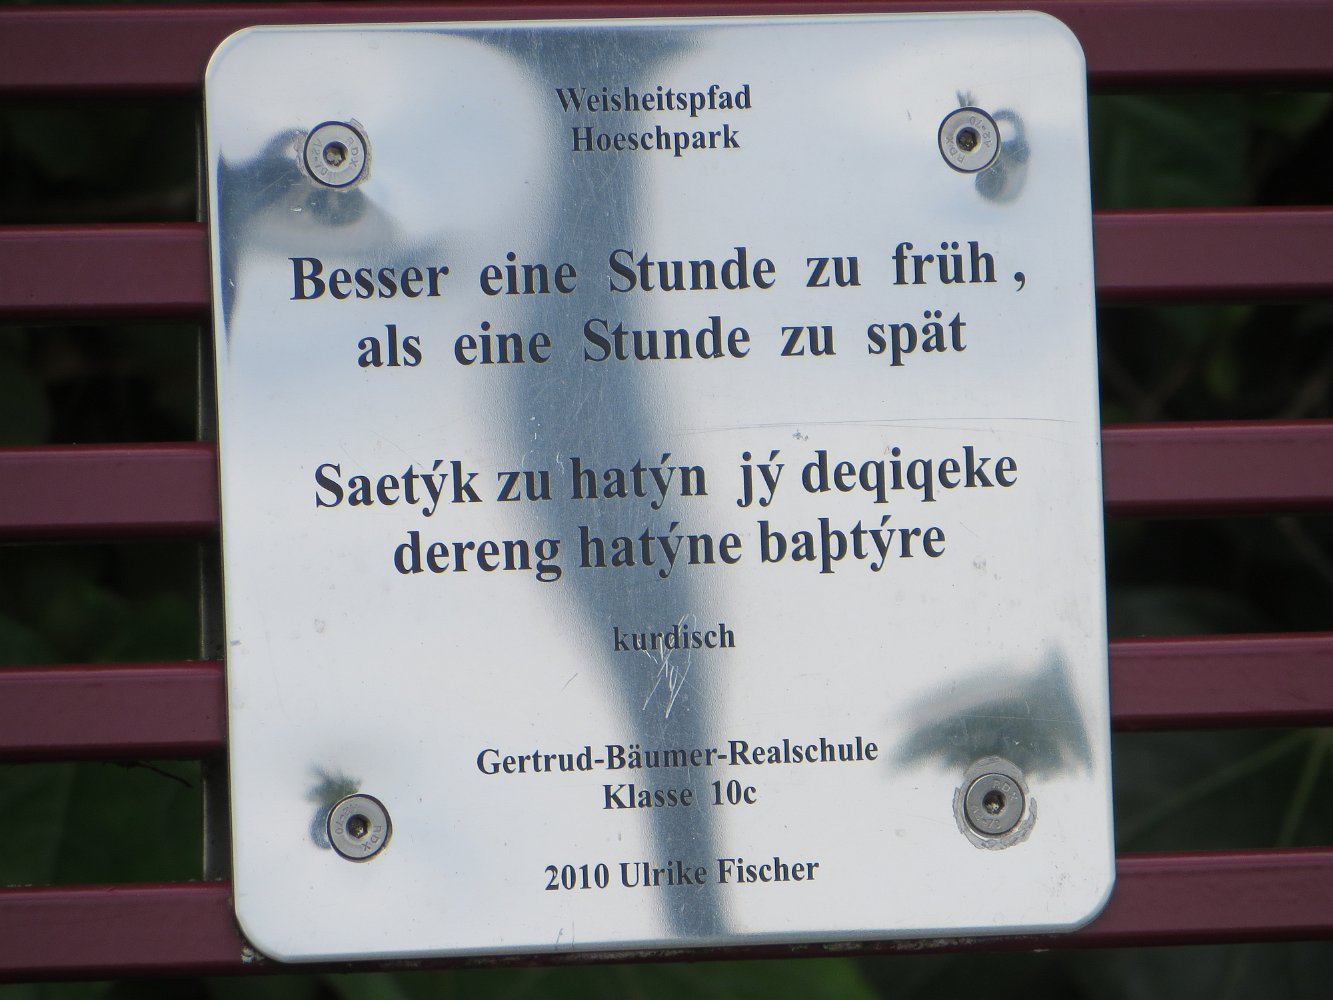 Weisheitspfad
Hoeschpark
Besser eine Stunde zu früh ,
als eine Stunde zu spät
Saetýk zu hatýn jý deqiqeke
dereng hatýne baþtýre
kurdisch
Gertrud-Bäumer-Realschule
Klasse 10c
2010 Ulrike Fischer